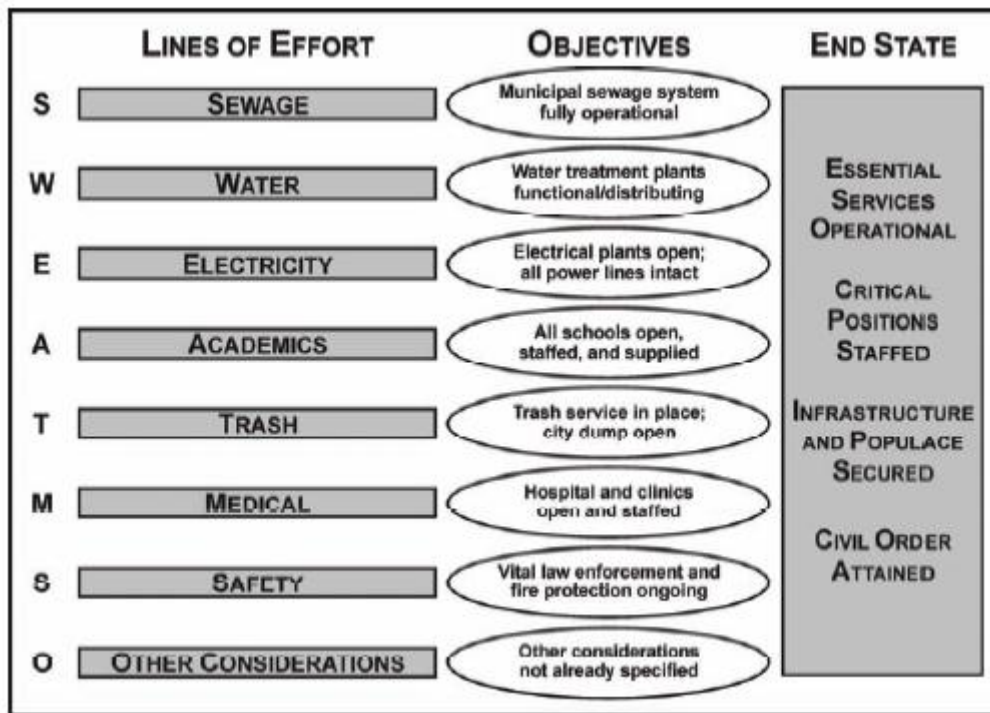 LINES OF EFFORT
OBJECTIVES
END STATE
S
SEWAGE
Municipal sewage system
fully operational
W
WATER
Water treatment plants
functional/distributing
E
ELECTRICITY
Electrical plants open;
all power lines intact
A
ACADEMICS
All schools open,
staffed, and supplied
T
TRASH
Trash service in place;
city dump open
M
MEDICAL
Hospital and clinics
open and staffed
S
SAFETY
Vital law enforcement and
fire protection ongoing
O
OTHER CONSIDERATIONS
Other considerations
not already specified
ESSENTIAL
SERVICES
OPERATIONAL
CRITICAL
POSITIONS
STAFFED
INFRASTRUCTURE
AND POPULACE
SECURED
CIVIL ORDER
ATTAINED